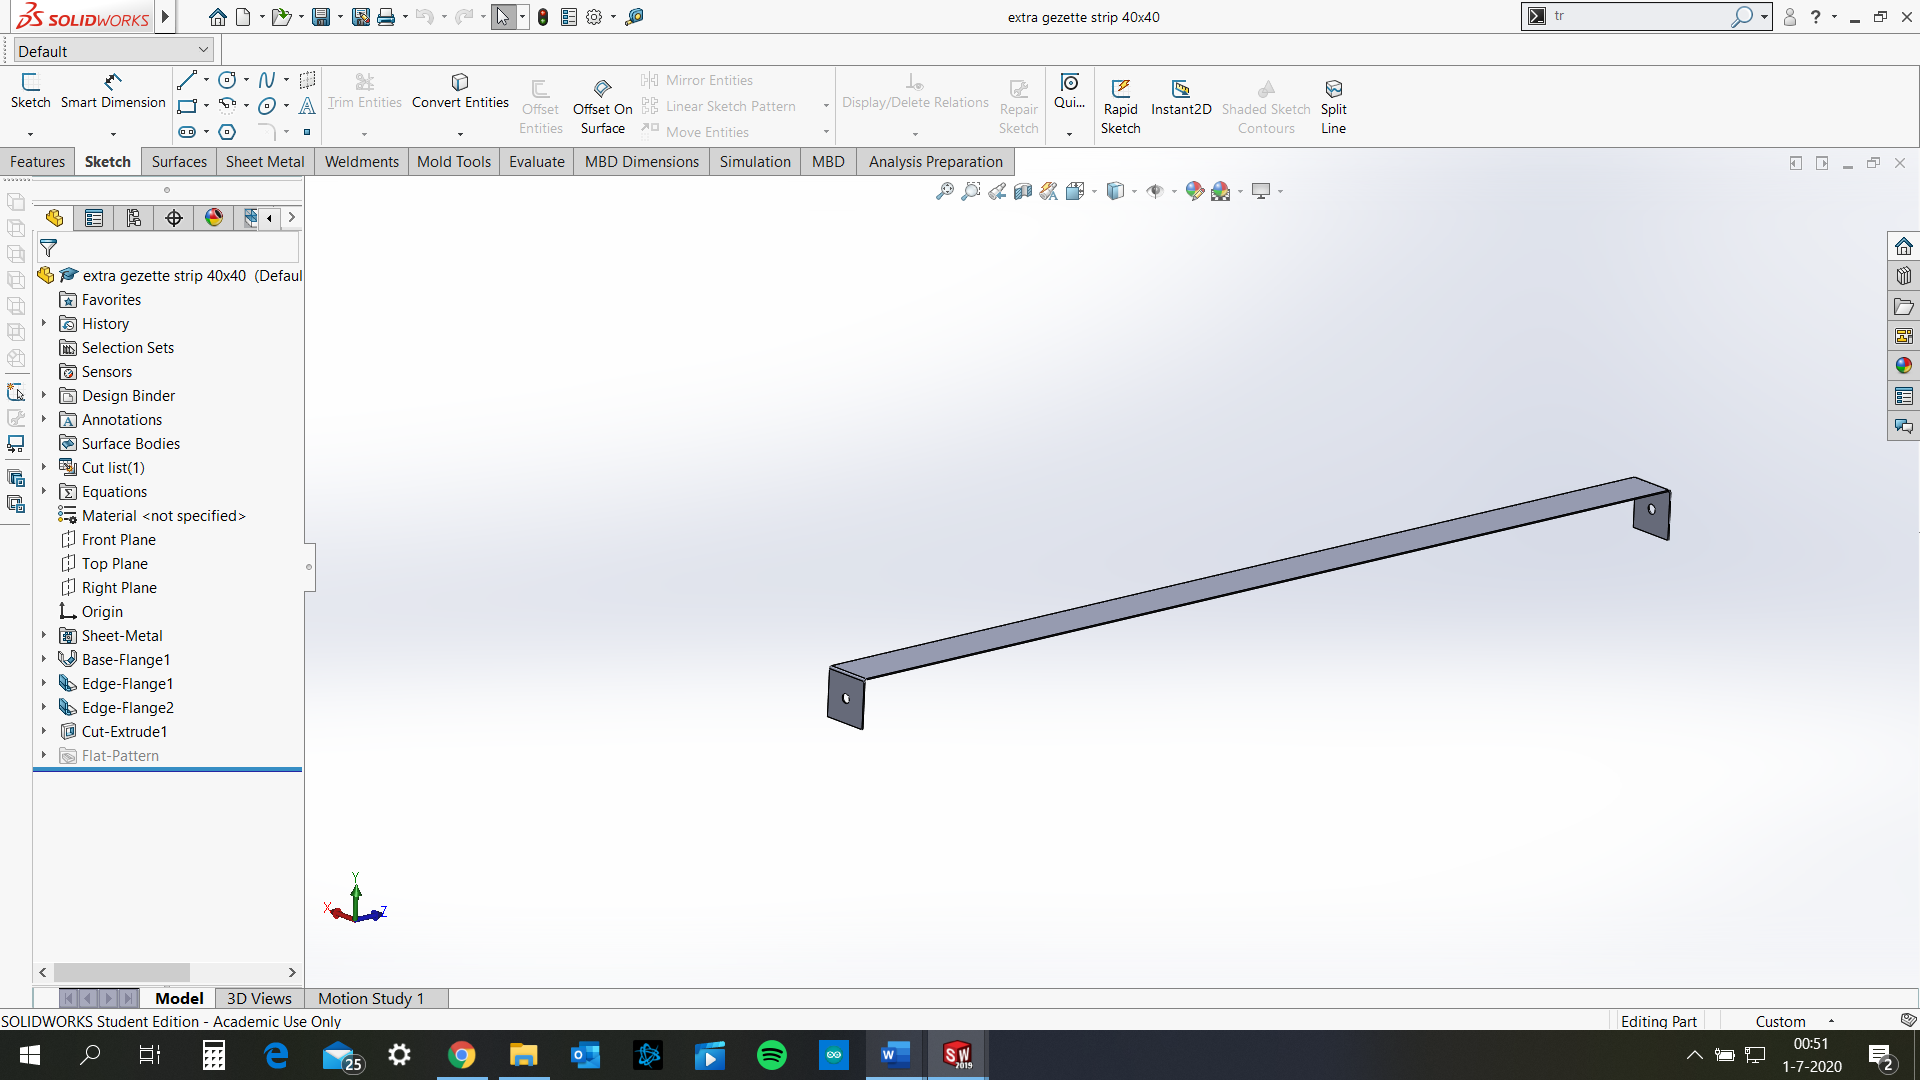 SOLIDWORKS
extra gezette strip 40x40
tr
?
Default
Sketch
Smart Dimension
Trim Entities
Convert Entities
Offset Entities
Offset On Surface
Mirror Entities
Linear Sketch Pattern
Move Entities
Display/Delete Relations
Repair Sketch
Qui...
Rapid Sketch
Instant2D
Shaded Sketch Contours
Split Line
Features
Sketch
Surfaces
Sheet Metal
Weldments
Mold Tools
Evaluate
MBD Dimensions
Simulation
MBD
Analysis Preparation
extra gezette strip 40x40 (Defaul
Favorites
History
Selection Sets
Sensors
Design Binder
Annotations
Surface Bodies
Cut list(1)
Equations
Material <not specified>
Front Plane
Top Plane
Right Plane
Origin
Sheet-Metal
Base-Flange1
Edge-Flange1
Edge-Flange2
Cut-Extrude1
Flat-Pattern
Y
X
Z
Model
3D Views
Motion Study 1
SOLIDWORKS Student Edition - Academic Use Only
Editing Part
Custom
25
W
SW
2019
00:51
1-7-2020
2